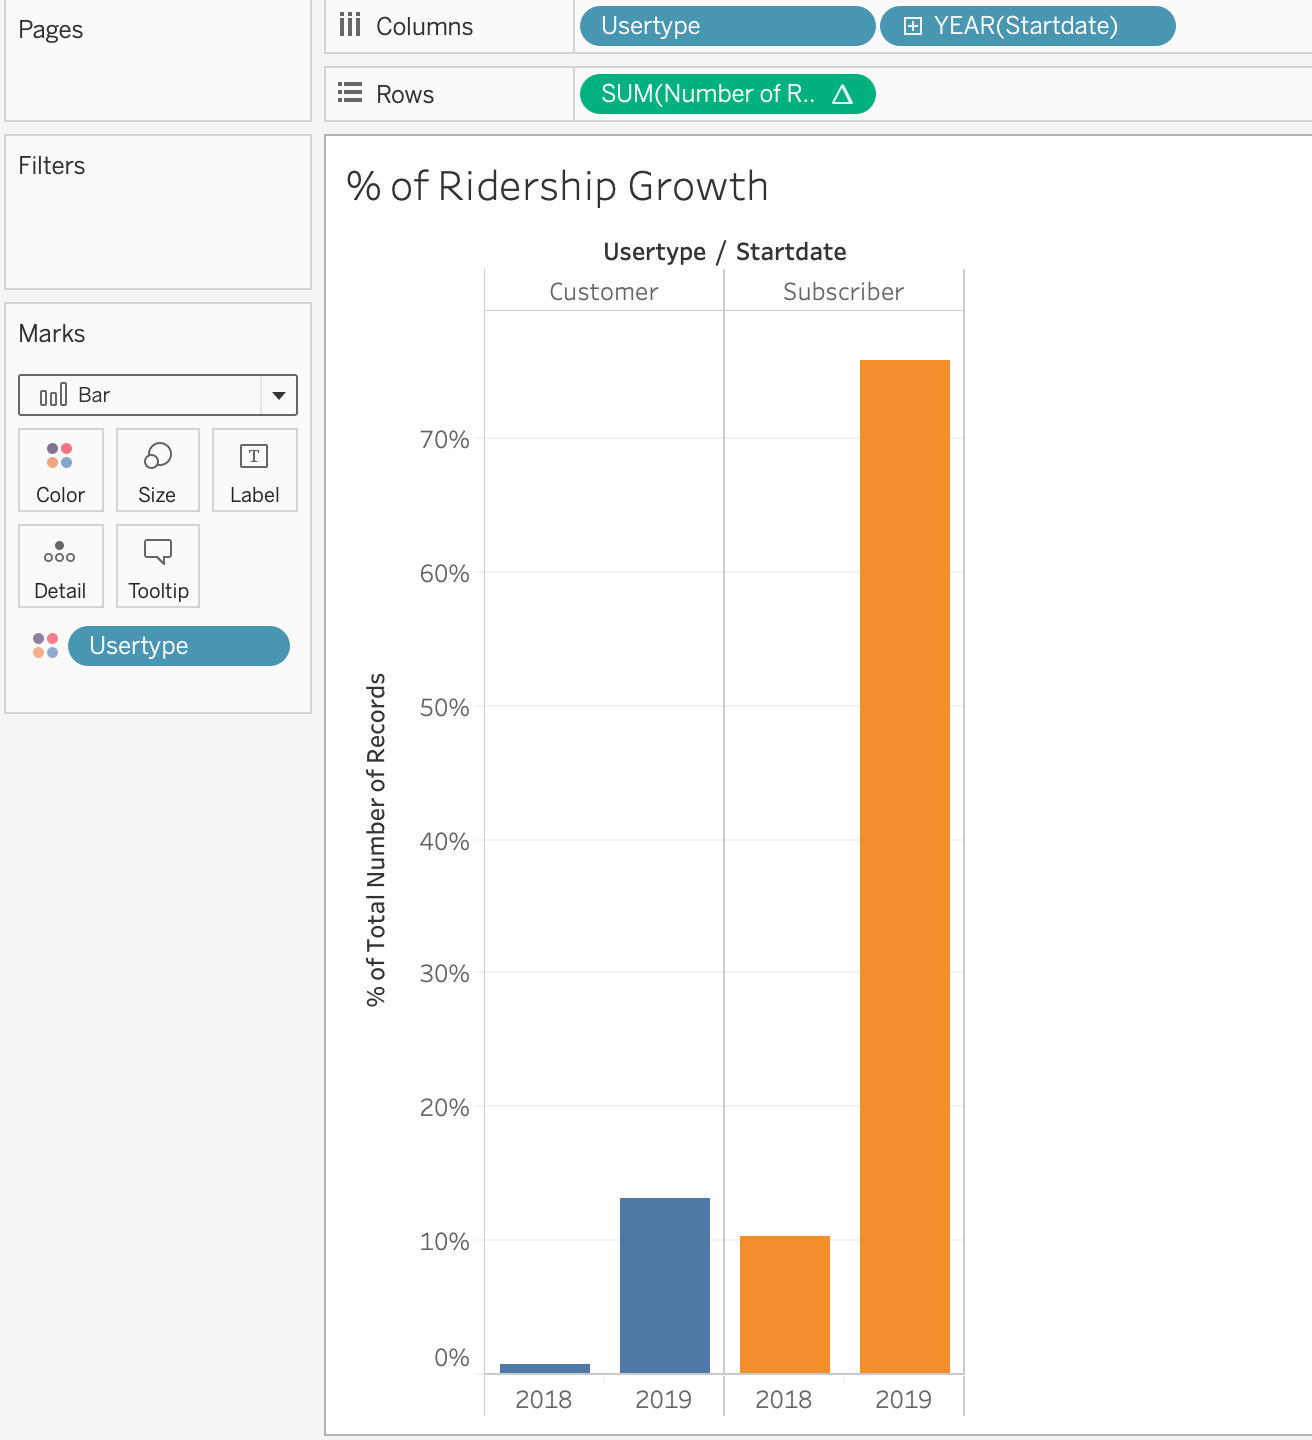 Pages
Columns
Usertype
YEAR(Startdate)
Rows
SUM(Number of R..
Filters
Marks
Bar
Color
Size
T
Label
Detail
Tooltip
Usertype
% of Ridership Growth
Usertype / Startdate
Customer
Subscriber
% of Total Number of Records
70%
60%
50%
40%
30%
20%
10%
0%
2018
2019
2018
2019